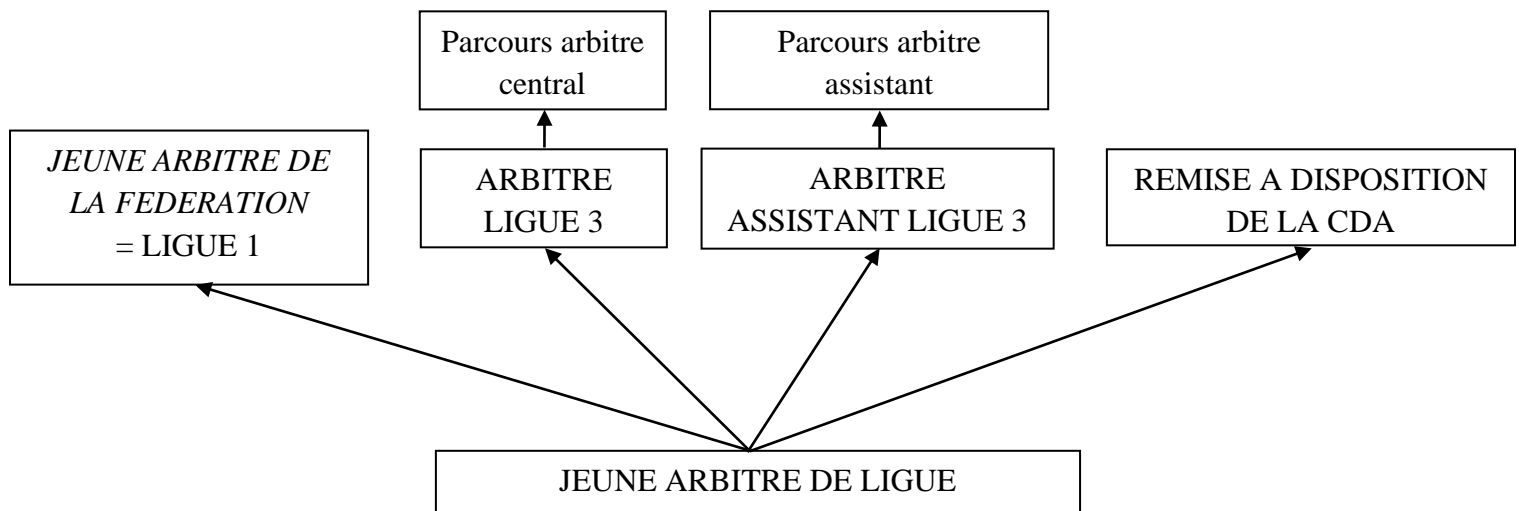 Parcours arbitre
central
Parcours arbitre
assistant
JEUNE ARBITRE DE
LA FEDERATION
= LIGUE 1
ARBITRE
LIGUE 3
ARBITRE
ASSISTANT LIGUE 3
REMISE A DISPOSITION
DE LA CDA
JEUNE ARBITRE DE LIGUE